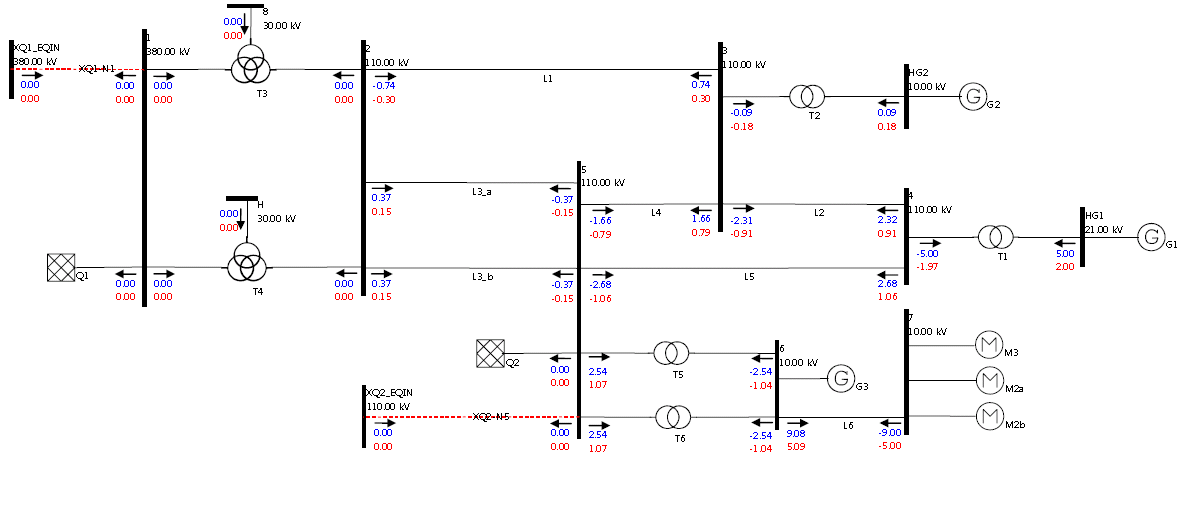 8
0.00
30.00 kV
0.00
T3
XQ1_EQIN
380.00 kV
XQ1-N1
0.00
0.00
1
380.00 kV
0.00
0.00
0.00
0.00
2
110.00 kV
0.00
0.00
-0.74
-0.30
L1
3
110.00 kV
0.74
0.30
-0.09
-0.18
T2
HG2
10.00 kV
0.09
0.18
G
G2
0.37
0.15
L3_a
5
110.00 kV
-0.37
-0.15
-1.66
-0.79
L4
1.66
0.79
-2.31
-0.91
L2
4
110.00 kV
2.32
0.91
-5.00
-1.97
T1
HG1
21.00 kV
5.00
2.00
G
G1
H
0.00
30.00 kV
0.00
T4
Q1
0.00
0.00
0.00
0.00
0.00
0.00
0.37
0.15
L3_b
-0.37
-0.15
-2.68
-1.06
L5
2.68
1.06
Q2
0.00
0.00
2.54
1.07
T5
6
10.00 kV
-2.54
-1.04
G
G3
7
10.00 kV
M
M3
M
M2a
M
M2b
XQ2_EQIN
110.00 kV
XQ2-N5
0.00
0.00
0.00
0.00
2.54
1.07
T6
-2.54
-1.04
9.08
5.09
L6
-9.00
-5.00